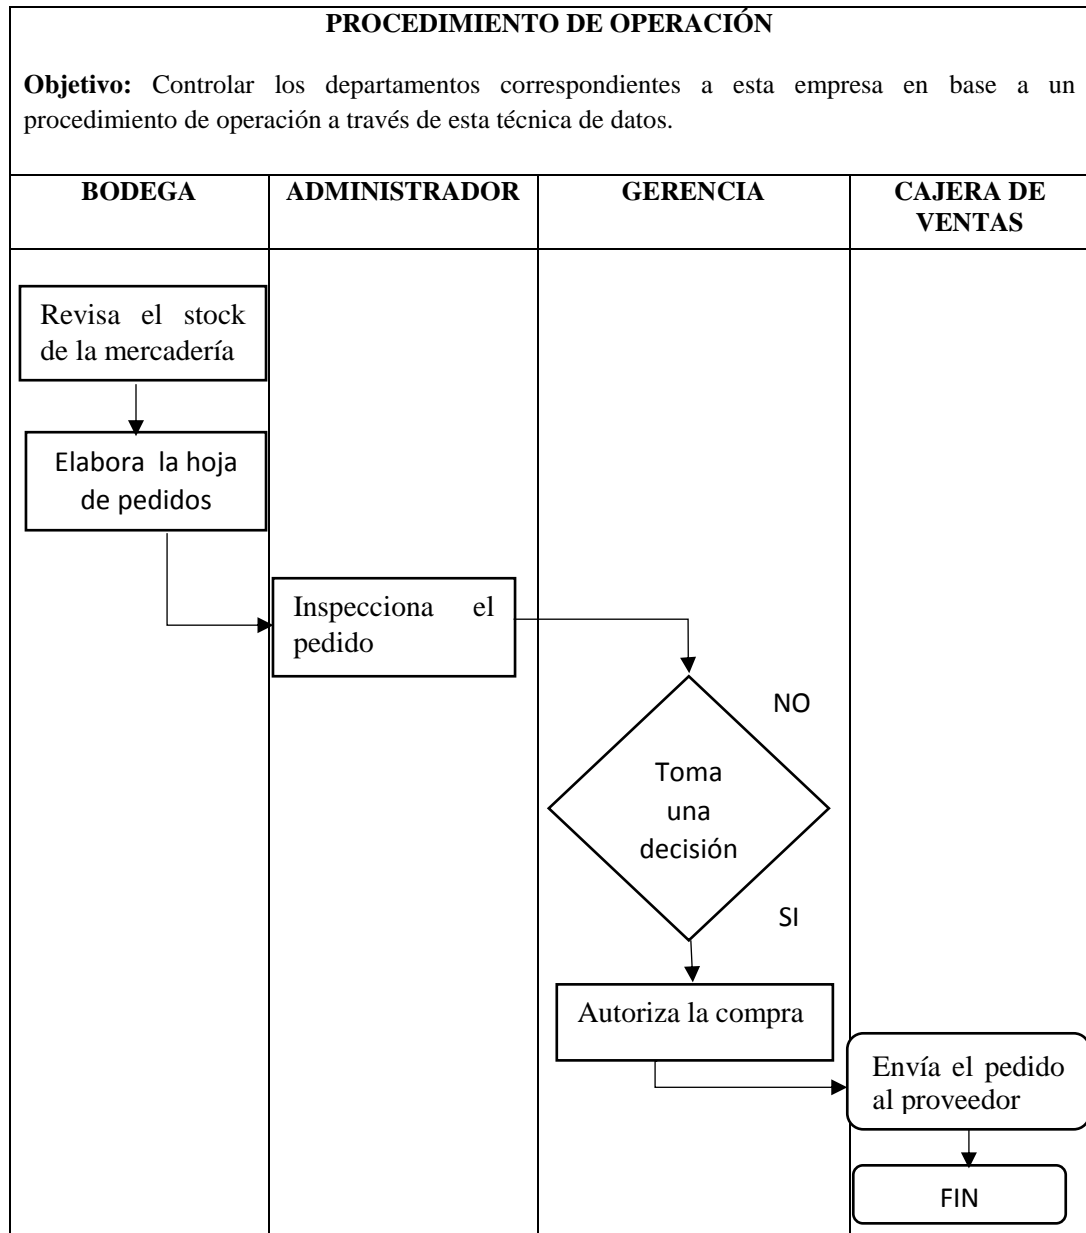 PROCEDIMIENTO DE OPERACIÓN
Objetivo: Controlar los departamentos correspondientes a esta empresa en base a un
procedimiento de operación a través de esta técnica de datos.
BODEGA
ADMINISTRADOR
GERENCIA
CAJERA DE
VENTAS
Revisa el stock
de la mercadería
Elabora la hoja
de pedidos
Inspecciona el
pedido
NO
Toma
una
decisión
SI
Autoriza la compra
Envía el pedido
al proveedor
FIN